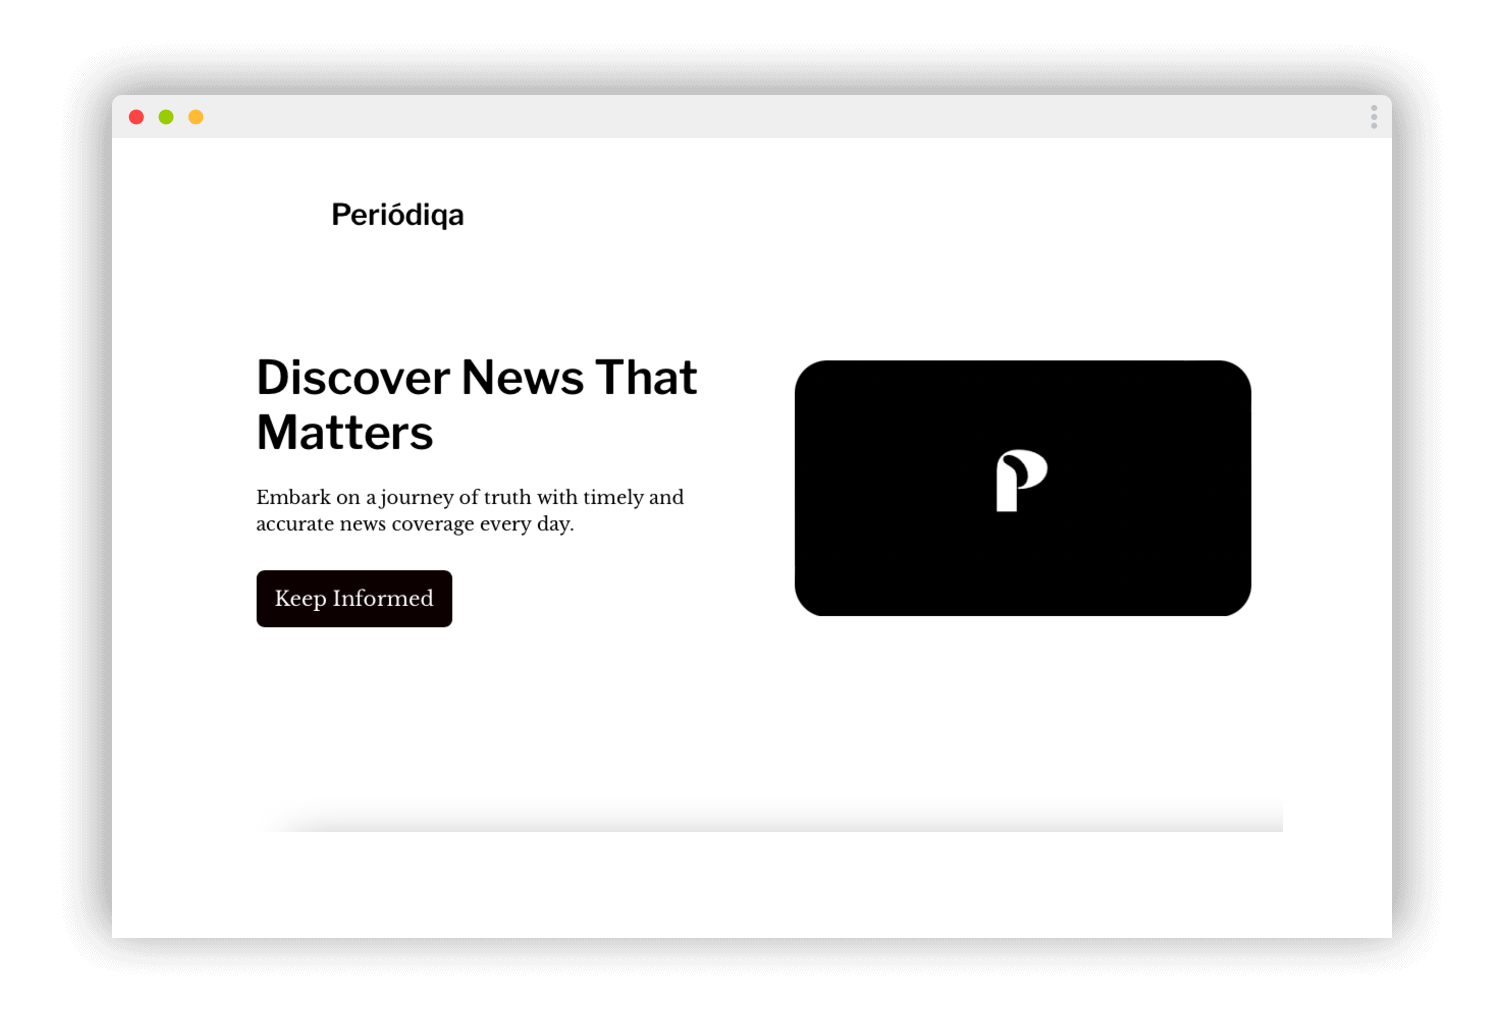 Periódiqa
Discover News That
Matters
Embark on a journey of truth with timely and
accurate news coverage every day.
Keep Informed
P